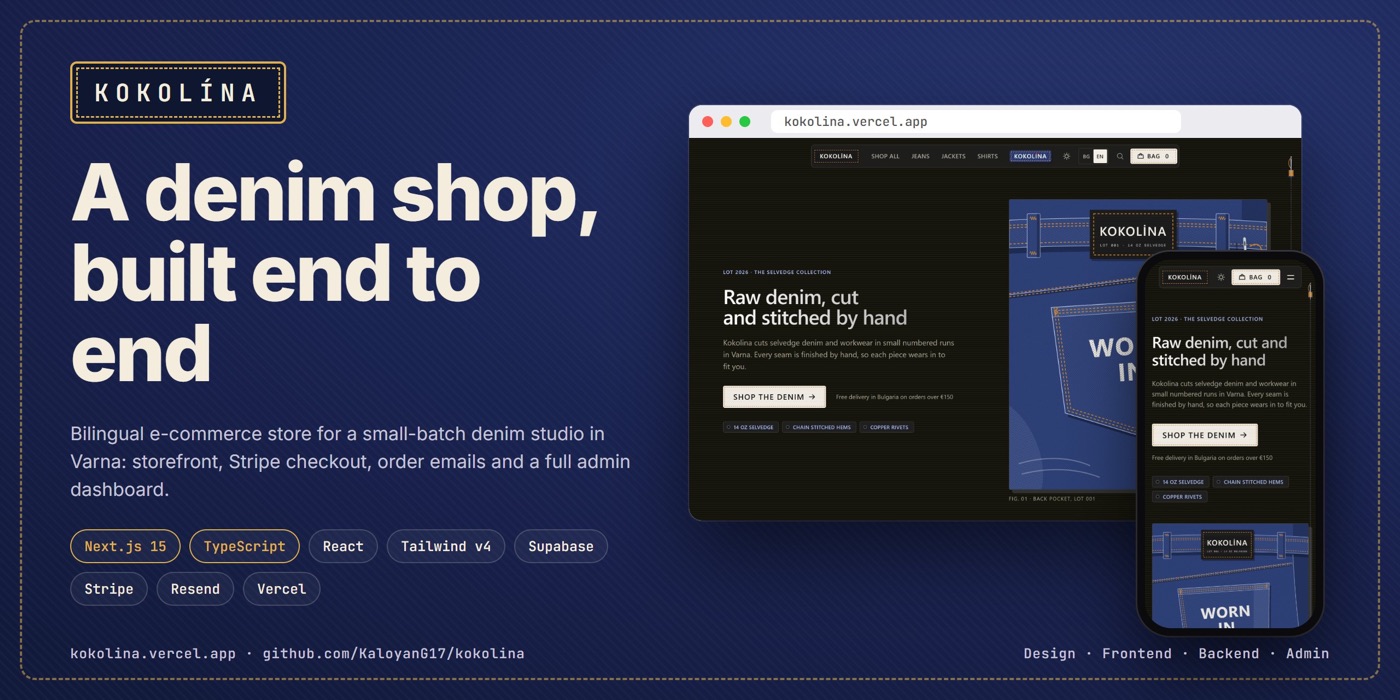 KOKOLÍNA
A denim shop,
built end to
end
Bilingual e-commerce store for a small-batch denim studio in
Varna: storefront, Stripe checkout, order emails and a full admin
dashboard.
Next.js 15 TypeScript React Tailwind v4 Supabase
Stripe Resend Vercel
kokolina.vercel.app · github.com/KaloyanG17/kokolina
kokolina.vercel.app
KOKOLÍNA SHOP ALL JEANS JACKETS SHIRTS KOKOLÍNA BG EN BAG 0
LOT 2026 · THE SELVEDGE COLLECTION
Raw denim, cut
and stitched by hand
Kokolina cuts selvedge denim and workwear in small numbered runs
in Varna. Every seam is finished by hand, so each piece wears in to
fit you.
SHOP THE DENIM →
Free delivery in Bulgaria on orders over €150
14 OZ SELVEDGE CHAIN STITCHED HEMS COPPER RIVETS
KOKOLÍNA
LOT 001 · 14 OZ SELVEDGE
WO
IN
FIG. 01 · BACK POCKET, LOT 001
KOKOLÍNA BAG 0
LOT 2026 · THE SELVEDGE COLLECTION
Raw denim, cut and
stitched by hand
Kokolina cuts selvedge denim and workwear in
small numbered runs in Varna. Every seam is
finished by hand, so each piece wears in to fit you.
SHOP THE DENIM →
Free delivery in Bulgaria on orders over €150
14 OZ SELVEDGE CHAIN STITCHED HEMS
COPPER RIVETS
KOKOLÍNA
WORN
IN
Design · Frontend · Backend · Admin